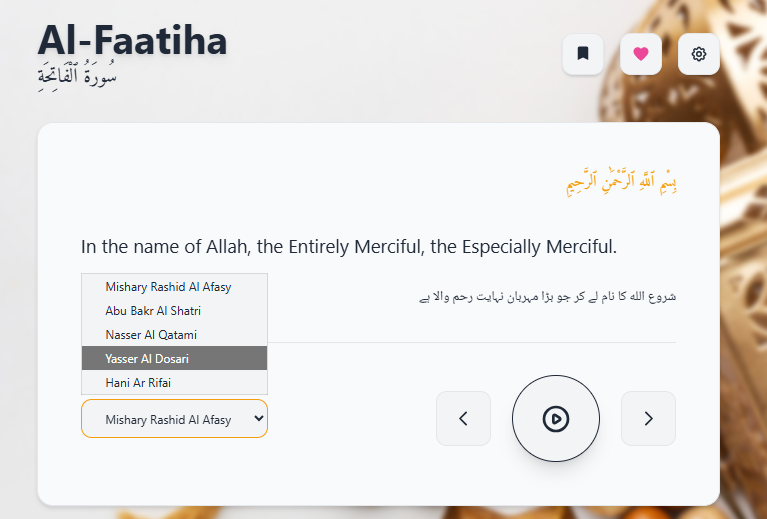 Al-Faatiha
سُورَةُ ٱلْفَاتِحَةِ
بِسْمِ ٱللَّهِ ٱلرَّحْمَٰنِ ٱلرَّحِيمِ
In the name of Allah, the Entirely Merciful, the Especially Merciful.
شروع الله کا نام لے کر جو بڑا مہربان نہایت رحم والا ہے
Mishary Rashid Al Afasy
Abu Bakr Al Shatri
Nasser Al Qatami
Yasser Al Dosari
Hani Ar Rifai
Mishary Rashid Al Afasy